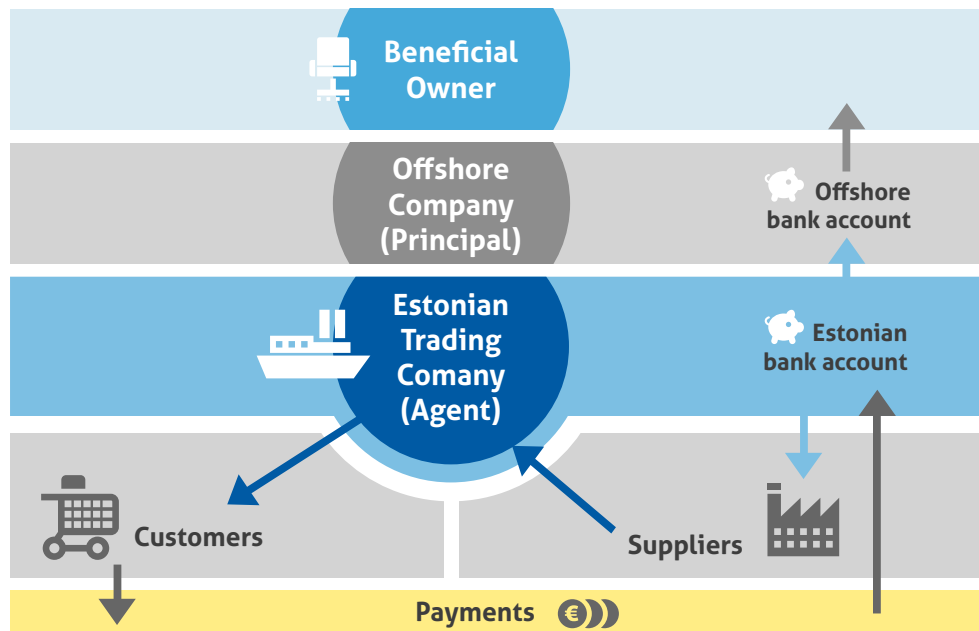 Beneficial
Owner
Offshore
Company
(Principal)
Offshore
bank account
Estonian
Trading
Comany
(Agent)
Estonian
bank account
Customers
Suppliers
Payments €